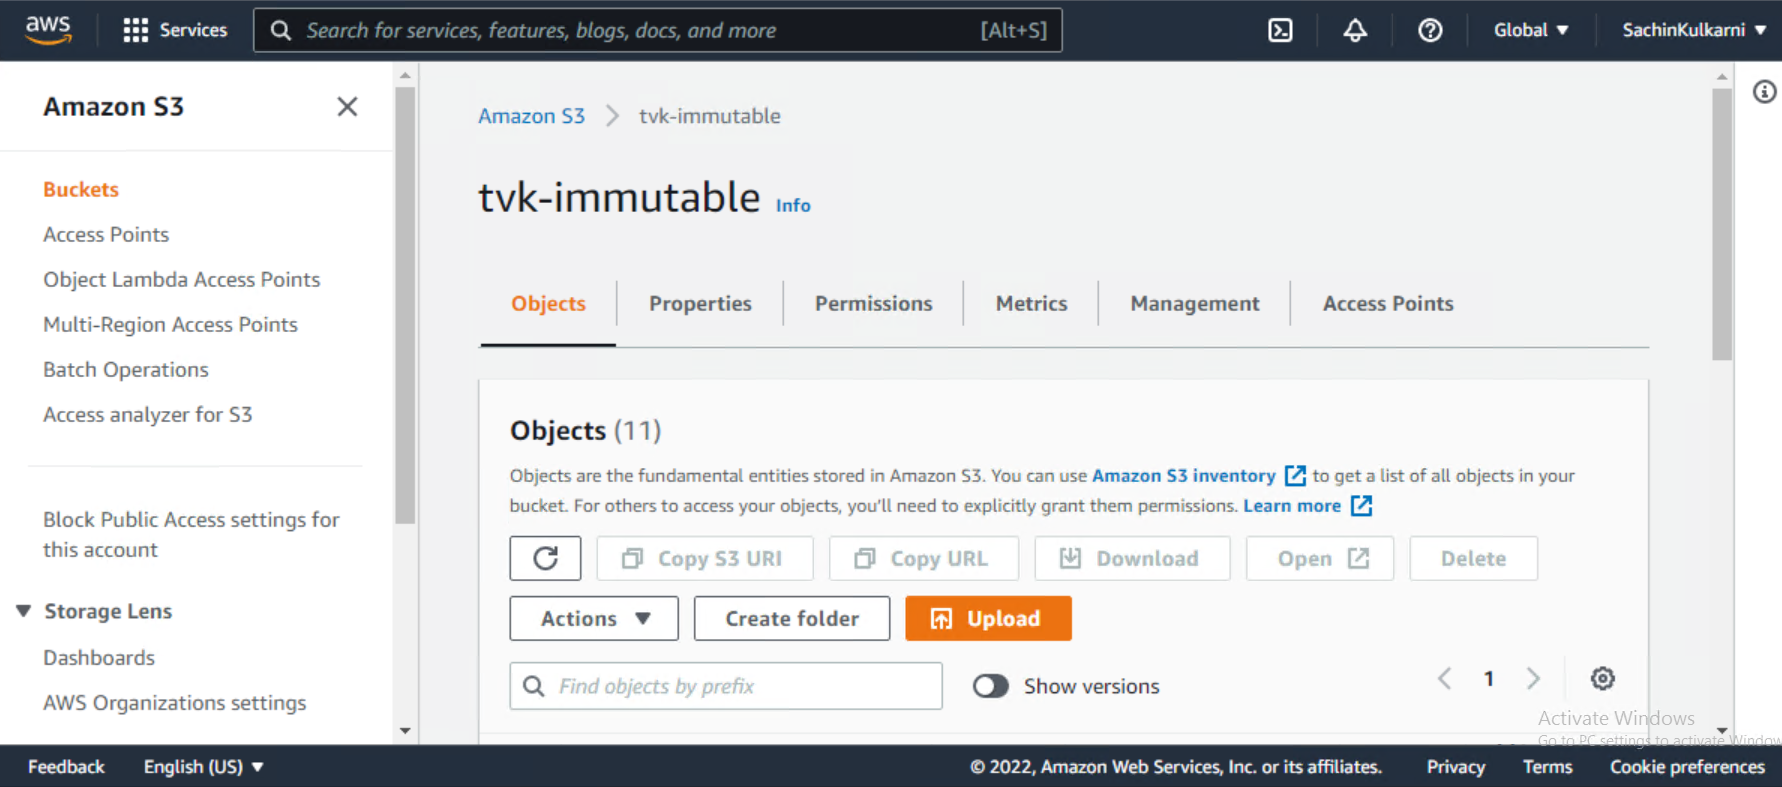 aws
Services
Search for services, features, blogs, docs, and more [Alt+S]
Global
SachinKulkarni
Amazon S3
Buckets
Access Points
Object Lambda Access Points
Multi-Region Access Points
Batch Operations
Access analyzer for S3
Block Public Access settings for
this account
Storage Lens
Dashboards
AWS Organizations settings
Amazon S3 > tvk-immutable
tvk-immutable Info
Objects Properties Permissions Metrics Management Access Points
Objects (11)
Objects are the fundamental entities stored in Amazon S3. You can use Amazon S3 inventory to get a list of all objects in your
bucket. For others to access your objects, you'll need to explicitly grant them permissions. Learn more
Copy S3 URI Copy URL Download Open Delete
Actions Create folder Upload
Find objects by prefix Show versions 1
Activate Windows
Go to PC settings to activate Window
Feedback English (US) © 2022, Amazon Web Services, Inc. or its affiliates. Privacy Terms Cookie preferences